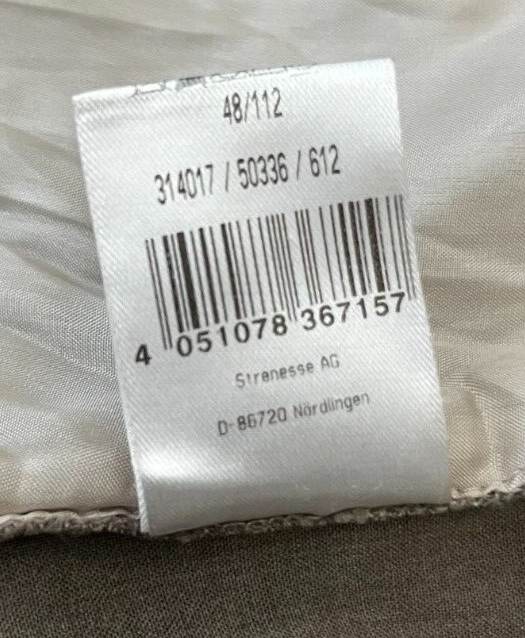 48/112
314017 / 50336 / 612
4 051078 367157
Strenesse AG
D-86720 Nördlingen